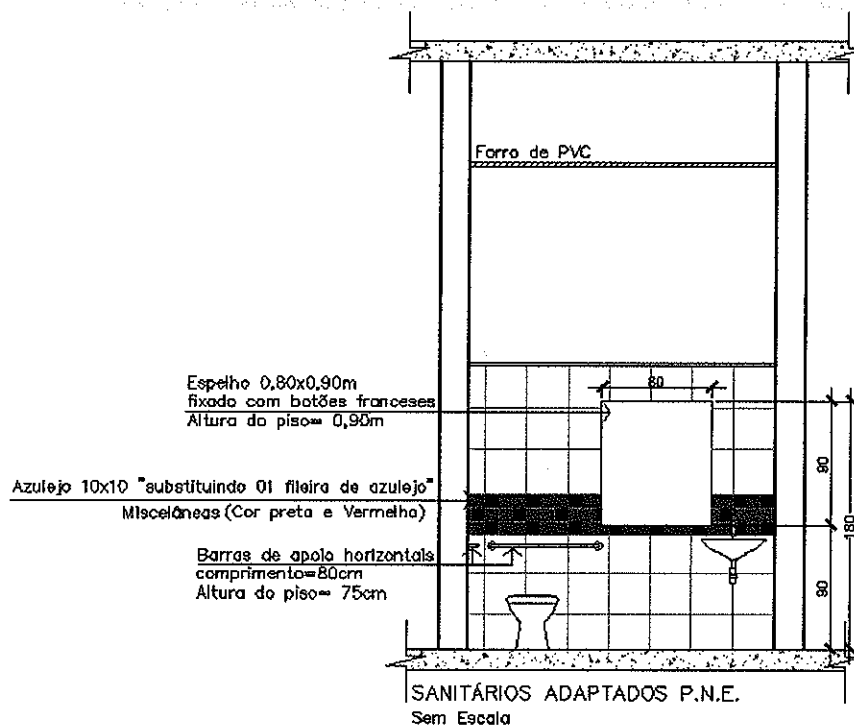 Forro de PVC
Espelho 0,80x0,90m
fixado com botões franceses
Altura do piso= 0,90m
80
90
180
90
Azulejo 10x10 "substituindo 01 fileira de azulejo"
Miscelâneas (Cor preta e Vermelha)
Barras de apoio horizontais
comprimento=80cm
Altura do piso= 75cm
SANITÁRIOS ADAPTADOS P.N.E.
Sem Escala